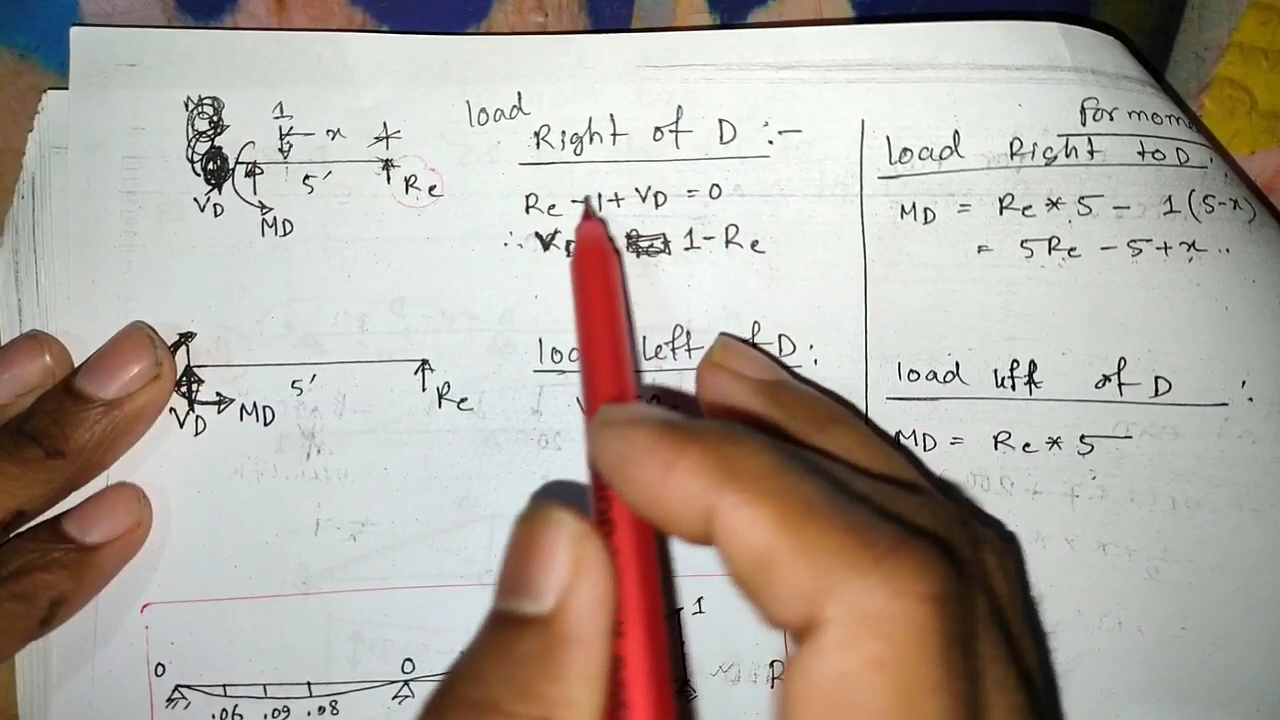 1
x
5'
Re
VD
MD
load
Right of D :-
Re - 1 + VD = 0
∴ 1 - Re
5'
Re
VD
MD
left of D :
for
Load Right to D
MD = Re * 5 - 1(5-x)
= 5Re - 5 + x ..
load left of D :
MD = Re * 5
0
0
.06 .09 .08
1
R